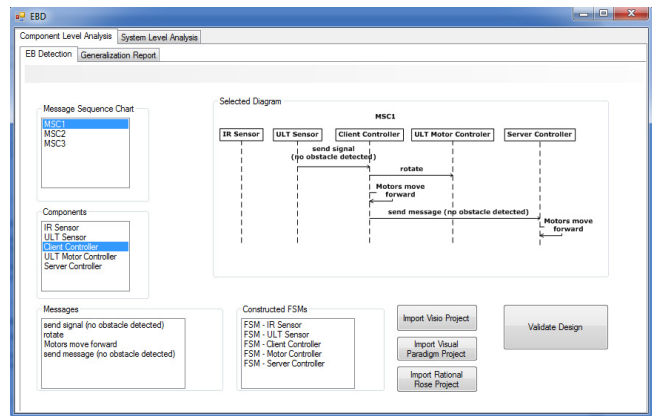 EBD
Component Level Analysis System Level Analysis
EB Detection Generalization Report
Message Sequence Chart
MSC1
MSC2
MSC3
Selected Diagram
MSC1
IR Sensor ULT Sensor Client Controller ULT Motor Controler Server Controller
send signal
(no obstacle detected)
rotate
Motors move
forward
send message (no obstacle detected)
Motors move
forward
Components
IR Sensor
ULT Sensor
Client Controller
ULT Motor Controller
Server Controller
Messages
send signal (no obstacle detected)
rotate
Motors move forward
send message (no obstacle detected)
Constructed FSMs
FSM - IR Sensor
FSM - ULT Sensor
FSM - Client Controller
FSM - Motor Controller
FSM - Server Controller
Import Visio Project
Import Visual
Paradigm Project
Import Rational
Rose Project
Validate Design